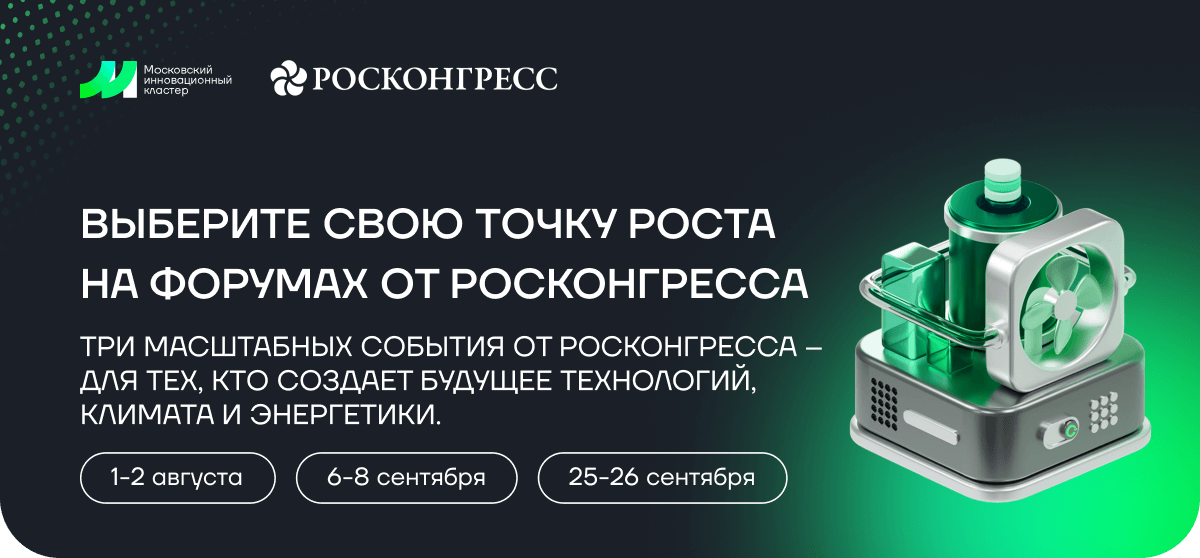 Московский
инновационный
кластер
РОСКОНГРЕСС
ВЫБЕРИТЕ СВОЮ ТОЧКУ РОСТА
НА ФОРУМАХ ОТ РОСКОНГРЕССА
ТРИ МАСШТАБНЫХ СОБЫТИЯ ОТ РОСКОНГРЕССА –
ДЛЯ ТЕХ, КТО СОЗДАЕТ БУДУЩЕЕ ТЕХНОЛОГИЙ,
КЛИМАТА И ЭНЕРГЕТИКИ.
1-2 августа
6-8 сентября
25-26 сентября